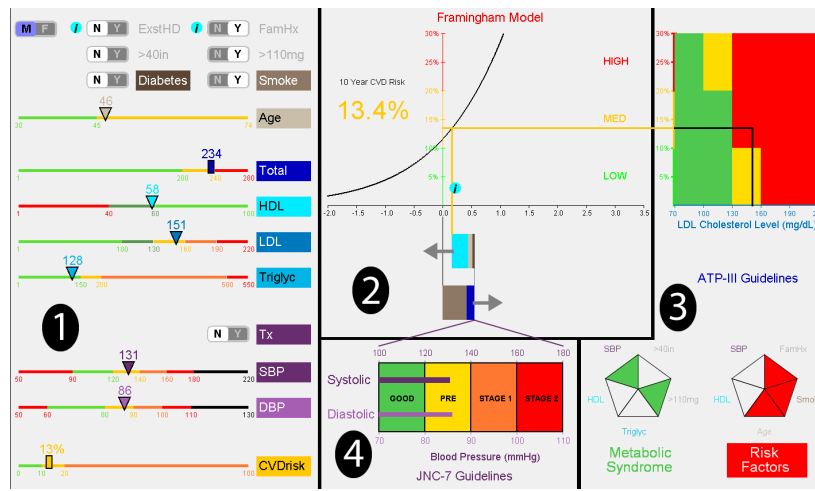 M F i N Y ExstHD i N Y FamHx
N Y >40in N Y >110mg
N Y Diabetes N Y Smoke
46
Age
20 45 74
234
Total
1 200 240 280
58
HDL
1 40 60 100
151
LDL
1 100 130 160 190 220
128
Triglyc
1 150 200 500 550
1
N Y Tx
131
SBP
50 90 120 140 160 180 220
86
DBP
50 60 80 90 100 110 130
13%
CVDrisk
0 10 20 100
Framingham Model
30%
25%
20%
15%
10%
5%
HIGH
MED
LOW
10 Year CVD Risk
13.4%
i
-2.0 -1.5 -1.0 -0.5 0.0 0.5 1.0 1.5 2.0 2.5 3.0 3.5
2
30%
25%
20%
15%
10%
5%
70 100 130 160 190 220
LDL Cholesterol Level (mg/dL)
ATP-III Guidelines
3
100 120 140 160 180
Systolic
Diastolic
GOOD PRE STAGE 1 STAGE 2
70 80 90 100 110
Blood Pressure (mmHg)
JNC-7 Guidelines
4
SBP >40in
HDL >110mg
Triglyc
Metabolic
Syndrome
SBP FamHx
HDL Smok
Age
Risk
Factors